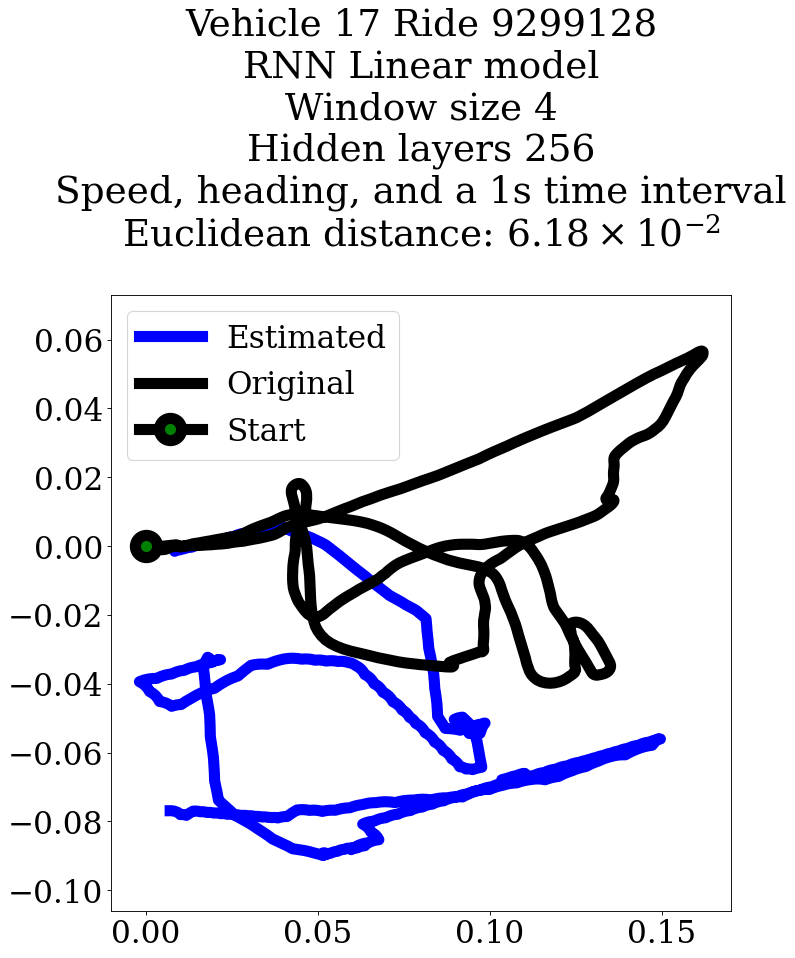 Vehicle 17 Ride 9299128
RNN Linear model
Window size 4
Hidden layers 256
Speed, heading, and a 1s time interval
Euclidean distance: 6.18 × 10⁻²
Estimated
Original
Start
0.06
0.04
0.02
0.00
−0.02
−0.04
−0.06
−0.08
−0.10
0.00 0.05 0.10 0.15